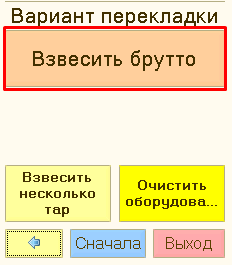 Вариант перекладки
Взвесить брутто
Взвесить
несколько
тар
Очистить
оборудова...
Сначала
Выход